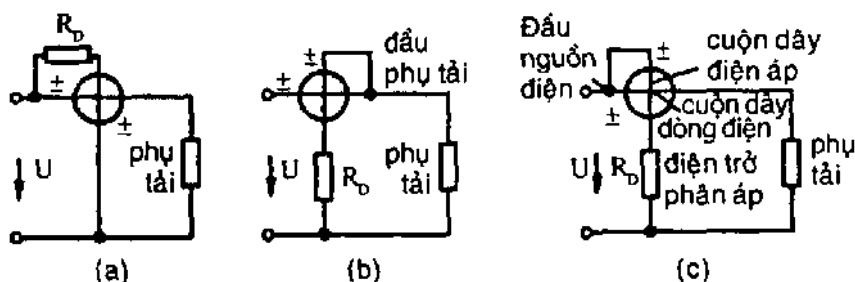 R_D
±
±
phụ
tải
U
(a)
±
±
đầu
phụ tải
U
R_D
phụ
tải
(b)
Đấu
nguồn
điện
±
±
cuộn dây
điện áp
cuộn dây
dòng điện
U
R_D
điện trở
phân áp
phụ
tải
(c)